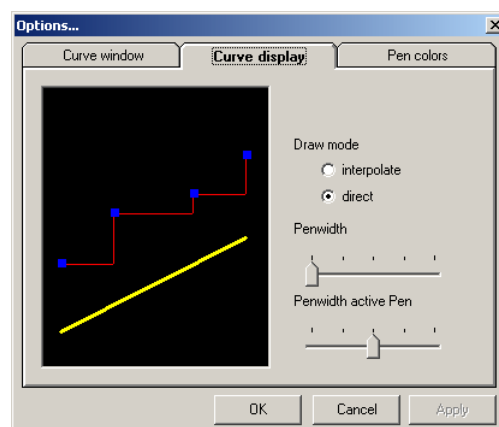 Options...
Curve window
Curve display
Pen colors
Draw mode
interpolate
direct
Penwidth
Penwidth active Pen
OK
Cancel
Apply